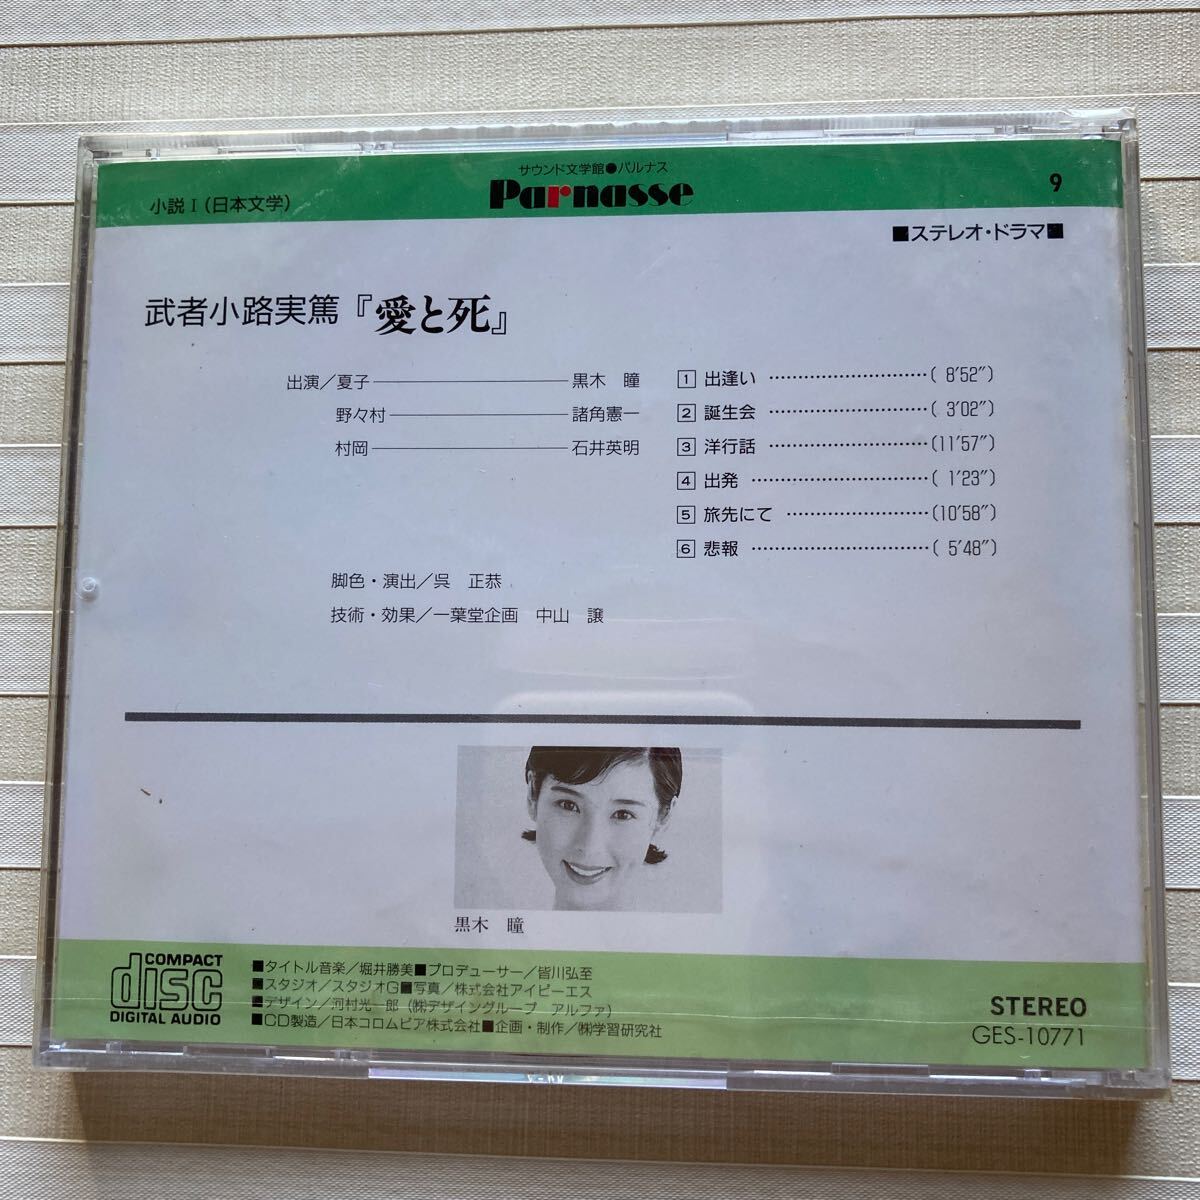 サウンド文学館●パルナス
Parnasse
小説 I (日本文学)
9
■ステレオ・ドラマ■
武者小路実篤『愛と死』
出演／夏子 黒木 瞳
野々村 諸角憲一
村岡 石井英明
1 出逢い ………………………( 8'52")
2 誕生会 ………………………( 3'02")
3 洋行話 ………………………(11'57")
4 出発 …………………………( 1'23")
5 旅先にて ……………………(10'58")
6 悲報 …………………………( 5'48")
脚色・演出／呉 正恭
技術・効果／一葉堂企画 中山 譲
黒木 瞳
COMPACT
disc
DIGITAL AUDIO
■タイトル音楽／堀井勝美■プロデューサー／皆川弘至
■スタジオ／スタジオG■写真／株式会社アイピーエス
■デザイン／河村光一郎（㈱デザイングループ アルファ）
■CD製造／日本コロムビア株式会社■企画・制作／㈱学習研究社
STEREO
GES-10771